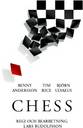 BENNY TIM BJÖRN
ANDERSSON RICE ULVAEUS
CHESS
REGI OCH BEARBETNING
LARS RUDOLFSSON